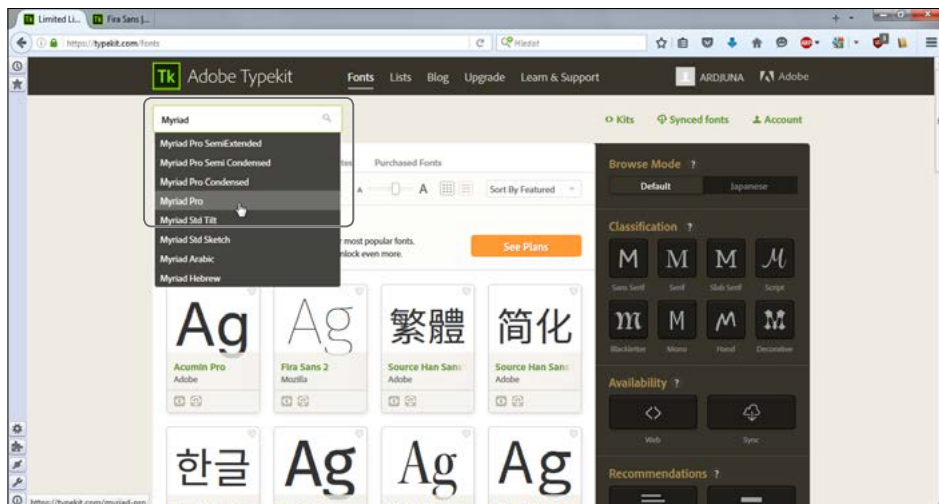 Limited Li... Fira Sans |...
https://typekit.com/fonts Hledat
Tk Adobe Typekit Fonts Lists Blog Upgrade Learn & Support ARDJUNA Adobe
Myriad
Kits Synced fonts Account
Myriad Pro SemiExtended
Myriad Pro Semi Condensed
Myriad Pro Condensed
Myriad Pro
Myriad Std Tilt
Myriad Std Sketch
Myriad Arabic
Myriad Hebrew
Purchased Fonts
A A Sort By Featured
most popular fonts.
unlock even more.
See Plans
Ag Ag 繁體 简化
Acumin Pro Fira Sans 2 Source Han Sans Source Han Sans
Adobe Mozilla Adobe Adobe
한글 Ag Ag Ag
Browse Mode ?
Default Japanese
Classification ?
M M M M
Sans Serif Serif Slab Serif Script
M M M M
Blackletter Mono Hand Decorative
Availability ?
Web Sync
Recommendations ?
https://typekit.com/myriad-pro